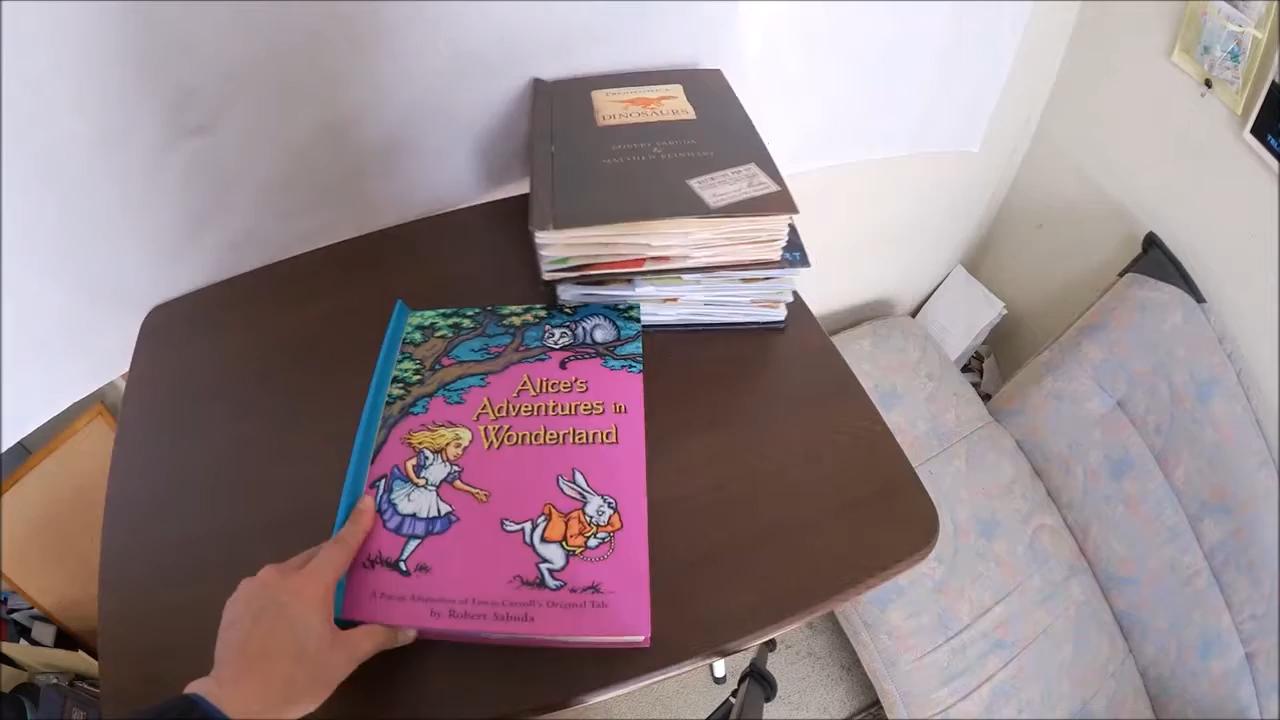 DINOSAURS
ROBERT SABUDA
&
MATTHEW REINHART
Alice's
Adventures in
Wonderland
A Pop-up Adaptation of Lewis Carroll's Original Tale
by Robert Sabuda